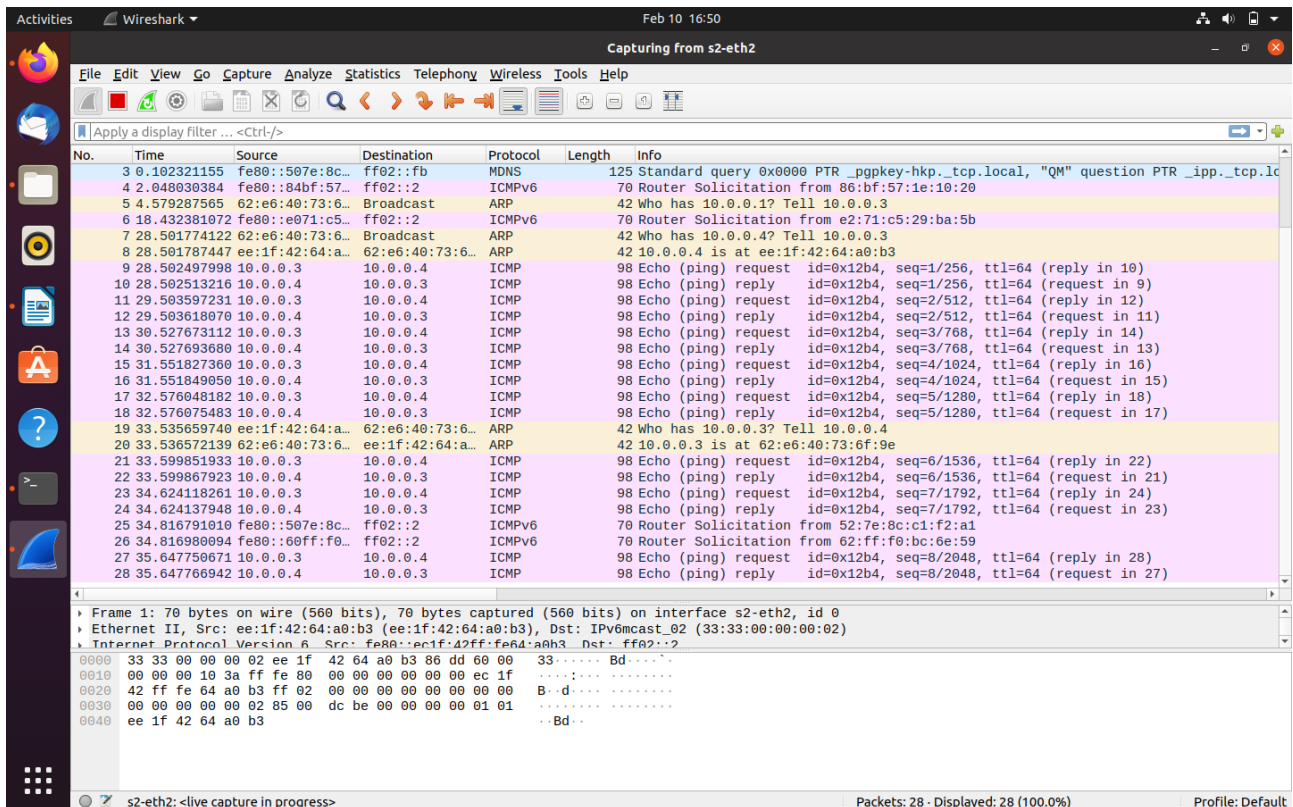 Activities Wireshark Feb 10 16:50
Capturing from s2-eth2
File Edit View Go Capture Analyze Statistics Telephony Wireless Tools Help
Apply a display filter … <Ctrl-/>
No. Time Source Destination Protocol Length Info
3 0.102321155 fe80::507e:8c… ff02::fb MDNS 125 Standard query 0x0000 PTR _pgpkey-hkp._tcp.local, "QM" question PTR _ipp._tcp.lo
4 2.048030384 fe80::84bf:57… ff02::2 ICMPv6 70 Router Solicitation from 86:bf:57:1e:10:20
5 4.579287565 62:e6:40:73:6… Broadcast ARP 42 Who has 10.0.0.1? Tell 10.0.0.3
6 18.432381072 fe80::e071:c5… ff02::2 ICMPv6 70 Router Solicitation from e2:71:c5:29:ba:5b
7 28.501774122 62:e6:40:73:6… Broadcast ARP 42 Who has 10.0.0.4? Tell 10.0.0.3
8 28.501787447 ee:1f:42:64:a… 62:e6:40:73:6… ARP 42 10.0.0.4 is at ee:1f:42:64:a0:b3
9 28.502497998 10.0.0.3 10.0.0.4 ICMP 98 Echo (ping) request id=0x12b4, seq=1/256, ttl=64 (reply in 10)
10 28.502513216 10.0.0.4 10.0.0.3 ICMP 98 Echo (ping) reply id=0x12b4, seq=1/256, ttl=64 (request in 9)
11 29.503597231 10.0.0.3 10.0.0.4 ICMP 98 Echo (ping) request id=0x12b4, seq=2/512, ttl=64 (reply in 12)
12 29.503618070 10.0.0.4 10.0.0.3 ICMP 98 Echo (ping) reply id=0x12b4, seq=2/512, ttl=64 (request in 11)
13 30.527673112 10.0.0.3 10.0.0.4 ICMP 98 Echo (ping) request id=0x12b4, seq=3/768, ttl=64 (reply in 14)
14 30.527693680 10.0.0.4 10.0.0.3 ICMP 98 Echo (ping) reply id=0x12b4, seq=3/768, ttl=64 (request in 13)
15 31.551827360 10.0.0.3 10.0.0.4 ICMP 98 Echo (ping) request id=0x12b4, seq=4/1024, ttl=64 (reply in 16)
16 31.551849050 10.0.0.4 10.0.0.3 ICMP 98 Echo (ping) reply id=0x12b4, seq=4/1024, ttl=64 (request in 15)
17 32.576048182 10.0.0.3 10.0.0.4 ICMP 98 Echo (ping) request id=0x12b4, seq=5/1280, ttl=64 (reply in 18)
18 32.576075483 10.0.0.4 10.0.0.3 ICMP 98 Echo (ping) reply id=0x12b4, seq=5/1280, ttl=64 (request in 17)
19 33.535659740 ee:1f:42:64:a… 62:e6:40:73:6… ARP 42 Who has 10.0.0.3? Tell 10.0.0.4
20 33.536572139 62:e6:40:73:6… ee:1f:42:64:a… ARP 42 10.0.0.3 is at 62:e6:40:73:6f:9e
21 33.599851933 10.0.0.3 10.0.0.4 ICMP 98 Echo (ping) request id=0x12b4, seq=6/1536, ttl=64 (reply in 22)
22 33.599867923 10.0.0.4 10.0.0.3 ICMP 98 Echo (ping) reply id=0x12b4, seq=6/1536, ttl=64 (request in 21)
23 34.624118261 10.0.0.3 10.0.0.4 ICMP 98 Echo (ping) request id=0x12b4, seq=7/1792, ttl=64 (reply in 24)
24 34.624137948 10.0.0.4 10.0.0.3 ICMP 98 Echo (ping) reply id=0x12b4, seq=7/1792, ttl=64 (request in 23)
25 34.816791010 fe80::507e:8c… ff02::2 ICMPv6 70 Router Solicitation from 52:7e:8c:c1:f2:a1
26 34.816980094 fe80::60ff:f0… ff02::2 ICMPv6 70 Router Solicitation from 62:ff:f0:bc:6e:59
27 35.647750671 10.0.0.3 10.0.0.4 ICMP 98 Echo (ping) request id=0x12b4, seq=8/2048, ttl=64 (reply in 28)
28 35.647766942 10.0.0.4 10.0.0.3 ICMP 98 Echo (ping) reply id=0x12b4, seq=8/2048, ttl=64 (request in 27)
Frame 1: 70 bytes on wire (560 bits), 70 bytes captured (560 bits) on interface s2-eth2, id 0
Ethernet II, Src: ee:1f:42:64:a0:b3 (ee:1f:42:64:a0:b3), Dst: IPv6mcast_02 (33:33:00:00:00:02)
Internet Protocol Version 6, Src: fe80::ec1f:42ff:fe64:a0b3, Dst: ff02::2
0000 33 33 00 00 00 02 ee 1f 42 64 a0 b3 86 dd 60 00 33······ Bd····`·
0010 00 00 00 10 3a ff fe 80 00 00 00 00 00 00 ec 1f ····:··· ········
0020 42 ff fe 64 a0 b3 ff 02 00 00 00 00 00 00 00 00 B··d···· ········
0030 00 00 00 00 00 02 85 00 dc be 00 00 00 00 01 01 ········ ········
0040 ee 1f 42 64 a0 b3 ··Bd··
s2-eth2: <live capture in progress> Packets: 28 · Displayed: 28 (100.0%) Profile: Default